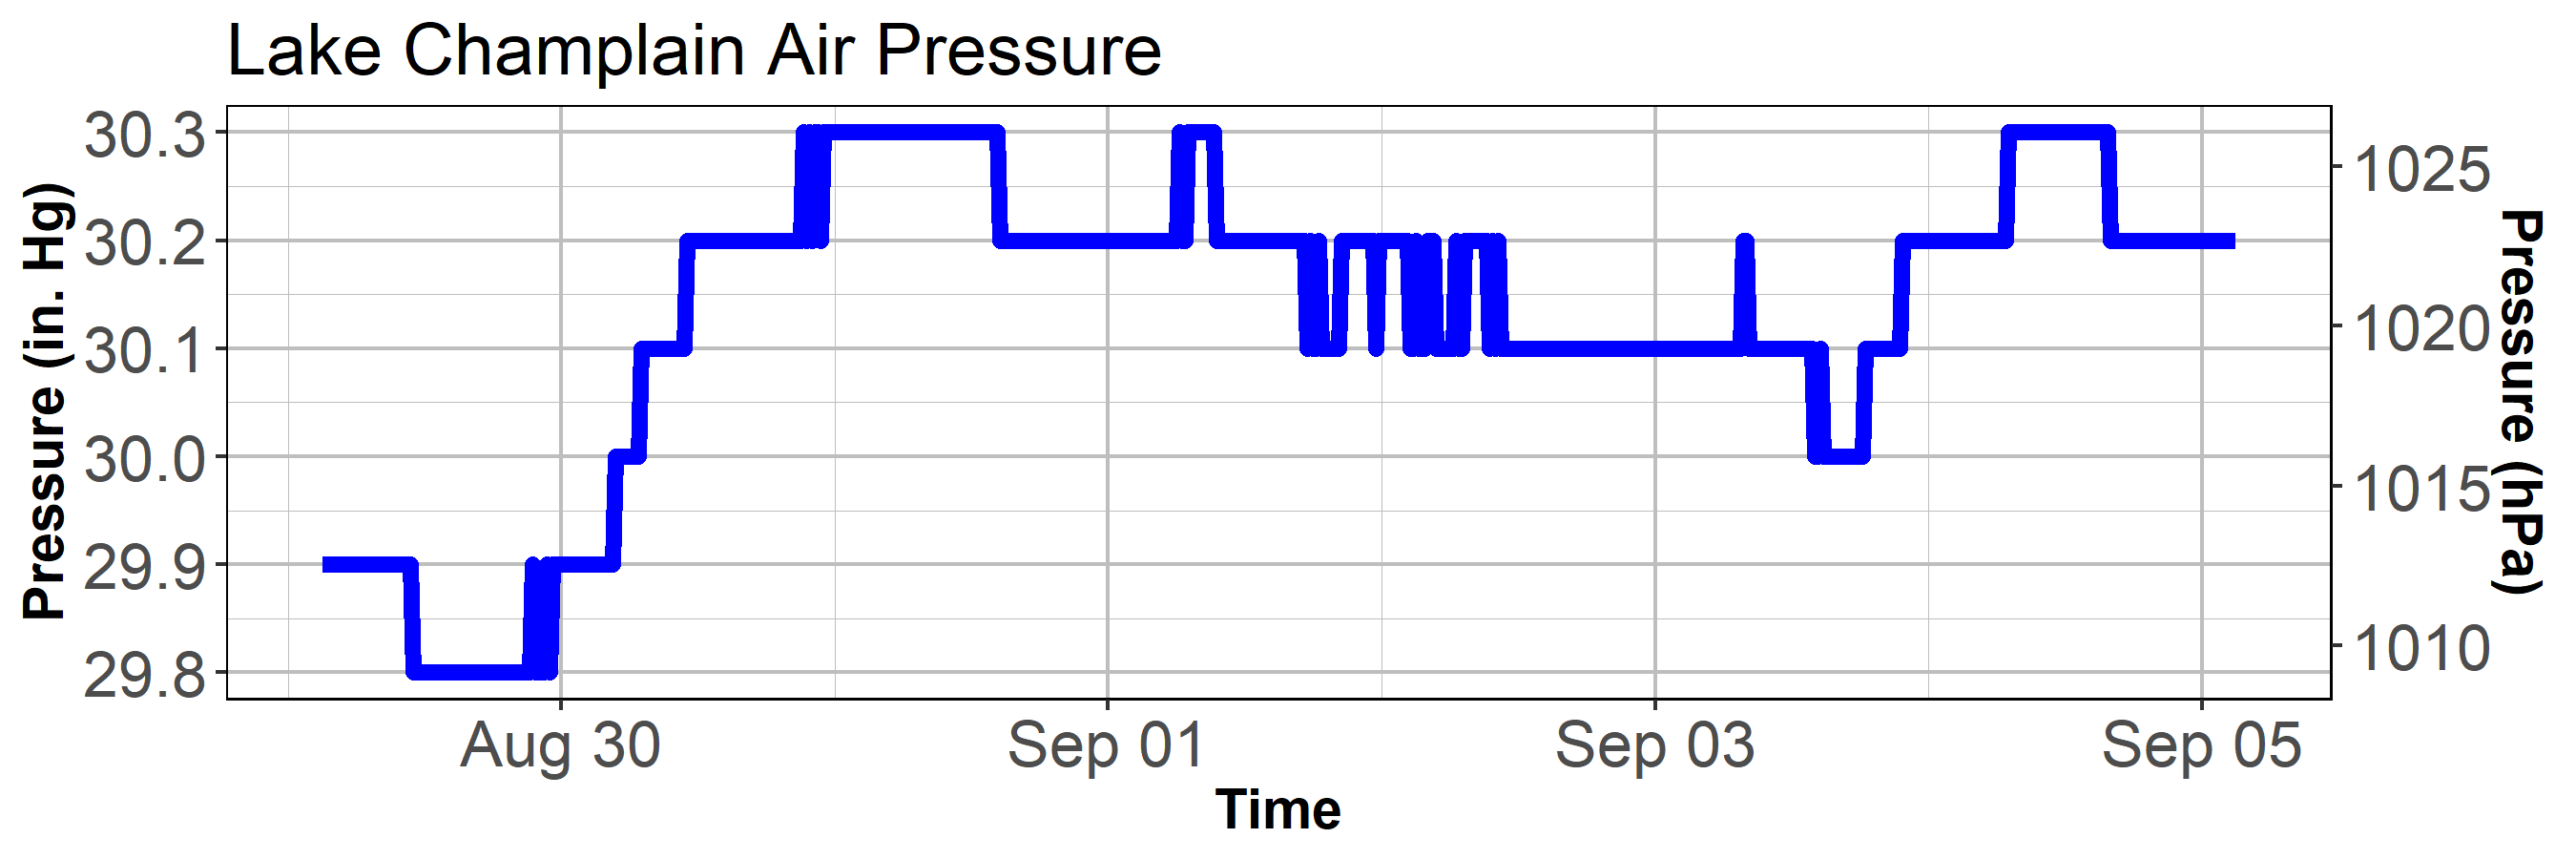 Lake Champlain Air Pressure
Pressure (in. Hg)
30.3
30.2
30.1
30.0
29.9
29.8
1025
1020
1015
1010
Pressure (hPa)
Aug 30 Sep 01 Sep 03 Sep 05
Time